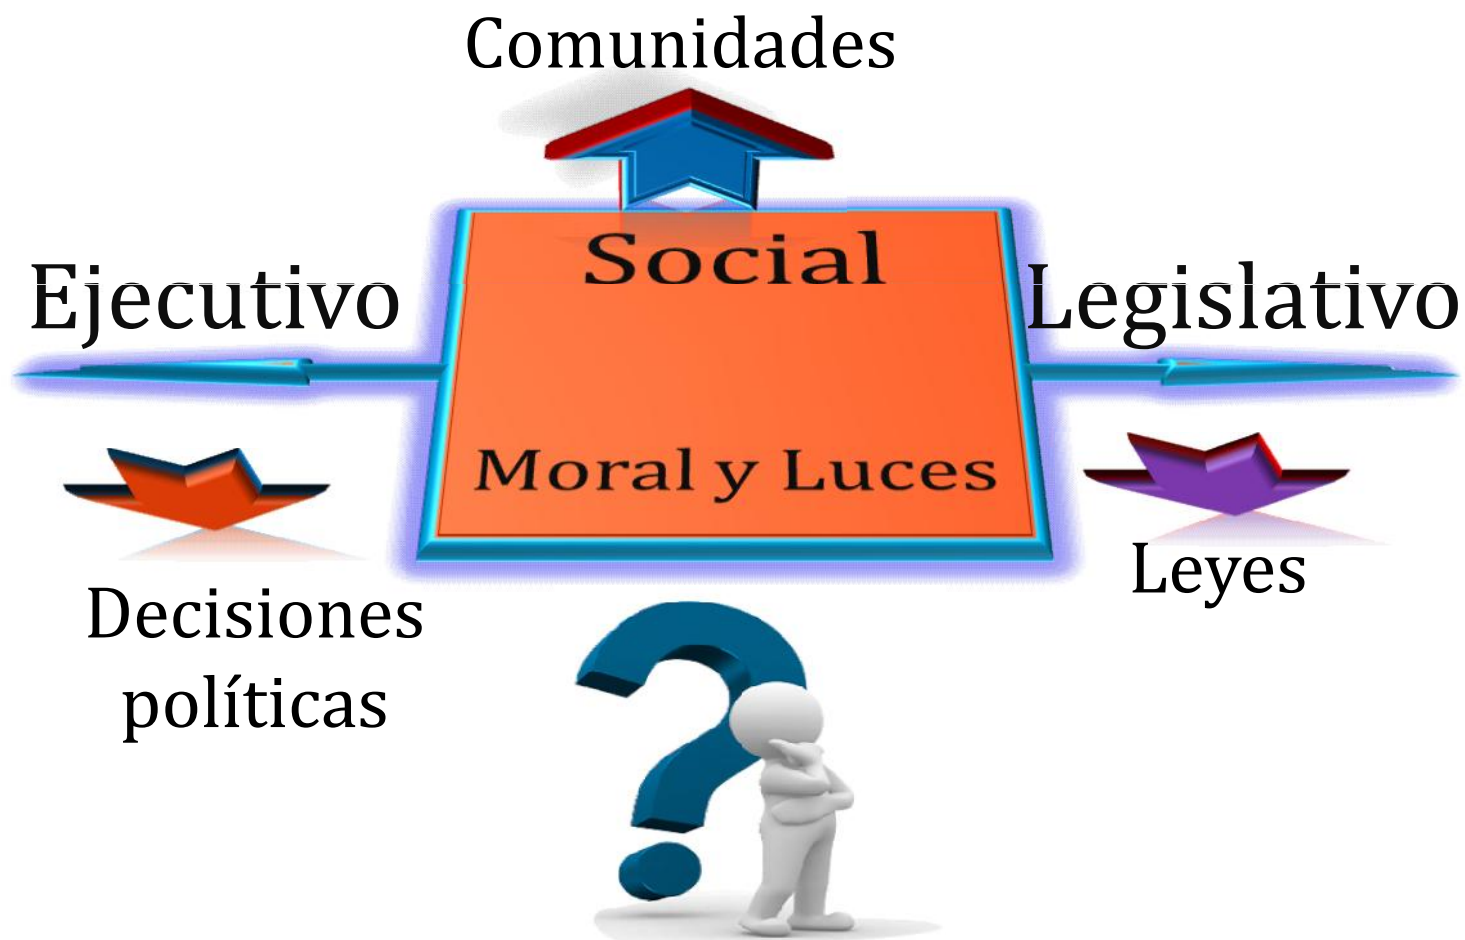 Comunidades
Social
Ejecutivo
Legislativo
Moral y Luces
Leyes
Decisiones
políticas